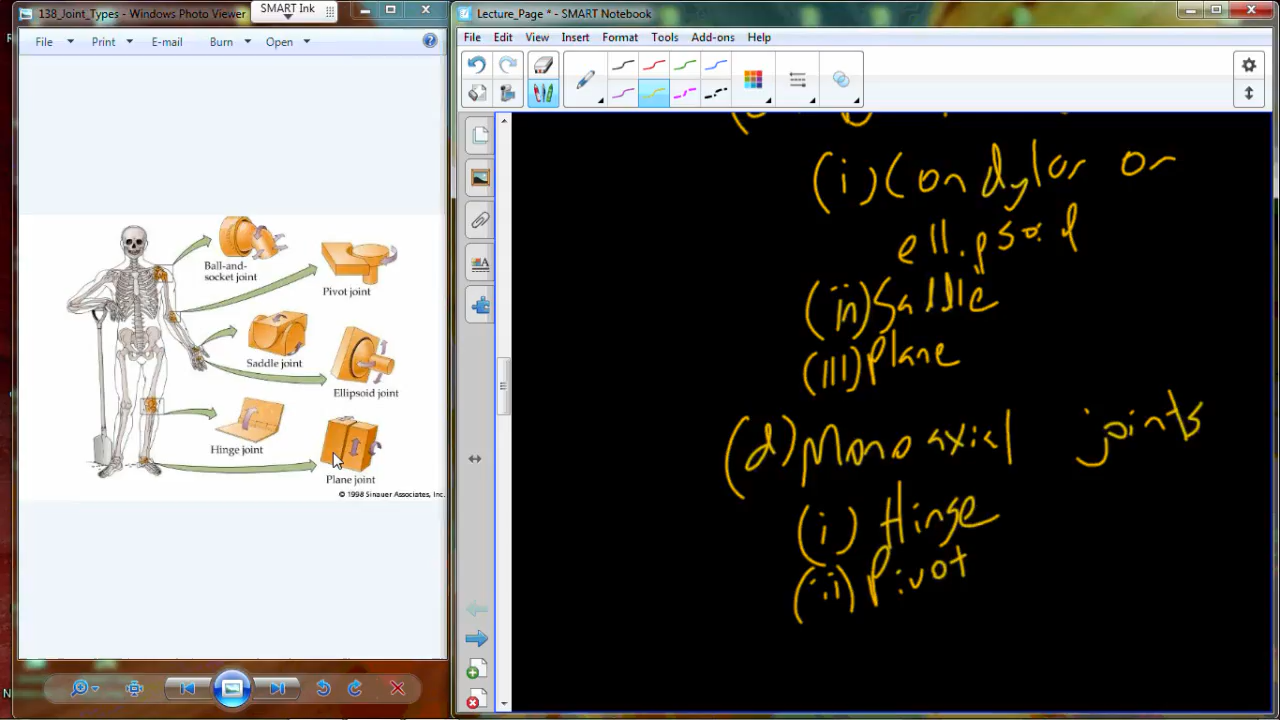 138_Joint_Types - Windows Photo Viewer
SMART Ink
File Print E-mail Burn Open
Ball-and-
socket joint
Pivot joint
Saddle joint
Ellipsoid joint
Hinge joint
Plane joint
© 1998 Sinauer Associates, Inc.
Lecture_Page * - SMART Notebook
File Edit View Insert Format Tools Add-ons Help
(i) Condylar or
ellipsoid
(ii) Saddle
(iii) Plane
(d) Monoaxial joints
(i) Hinge
(ii) Pivot